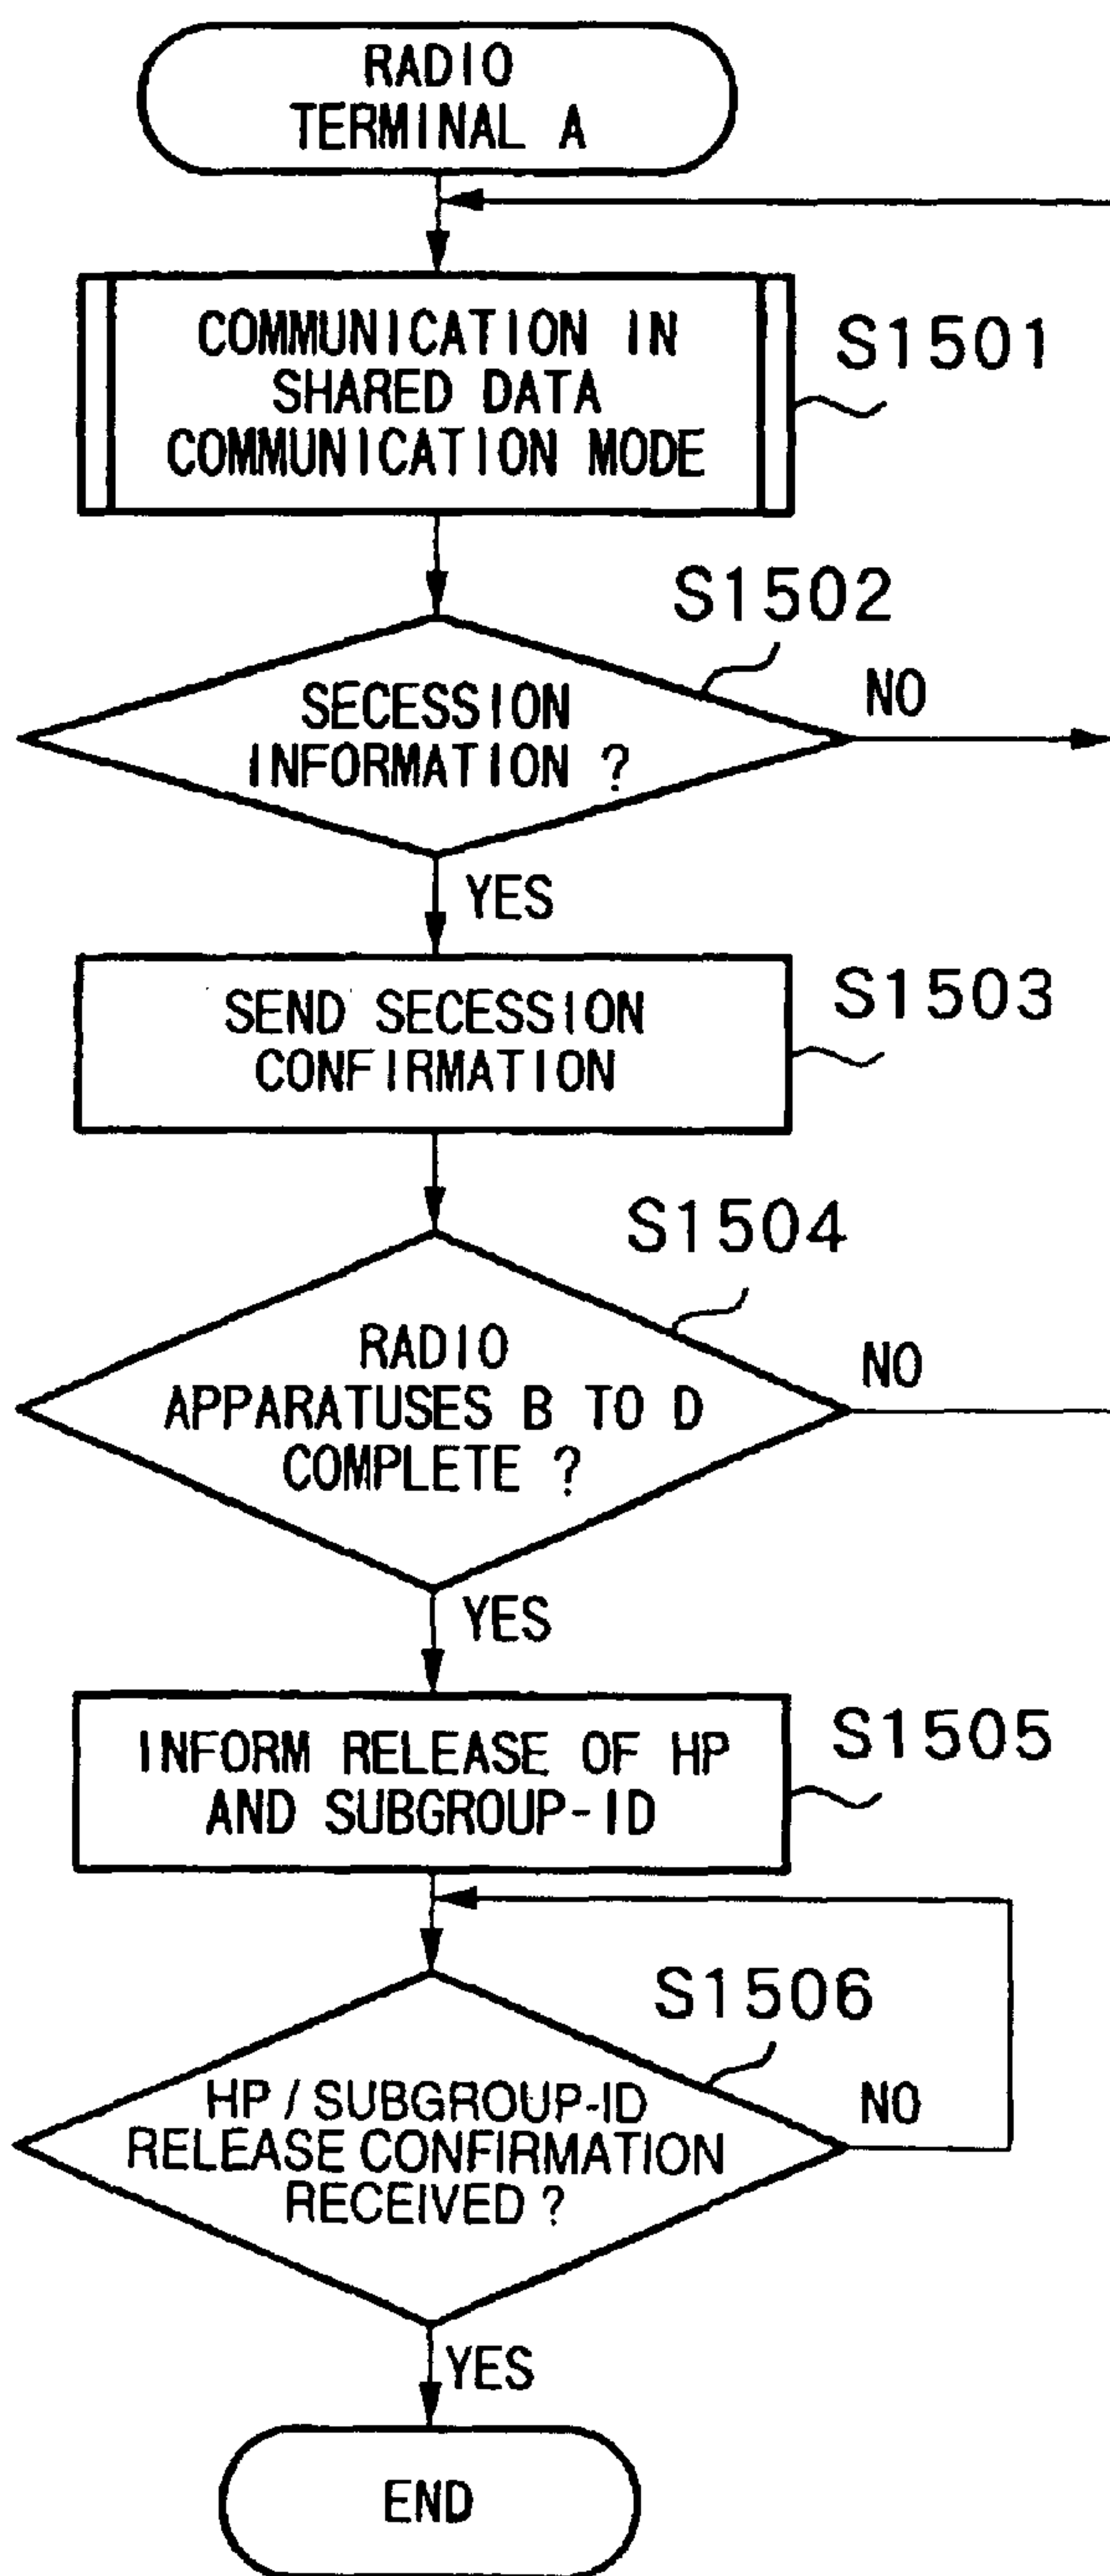 RADIO
TERMINAL A
COMMUNICATION IN
SHARED DATA
COMMUNICATION MODE
S1501
S1502
SECESSION
INFORMATION ?
NO
YES
SEND SECESSION
CONFIRMATION
S1503
S1504
RADIO
APPARATUSES B TO D
COMPLETE ?
NO
YES
INFORM RELEASE OF HP
AND SUBGROUP-ID
S1505
S1506
HP / SUBGROUP-ID
RELEASE CONFIRMATION
RECEIVED ?
NO
YES
END